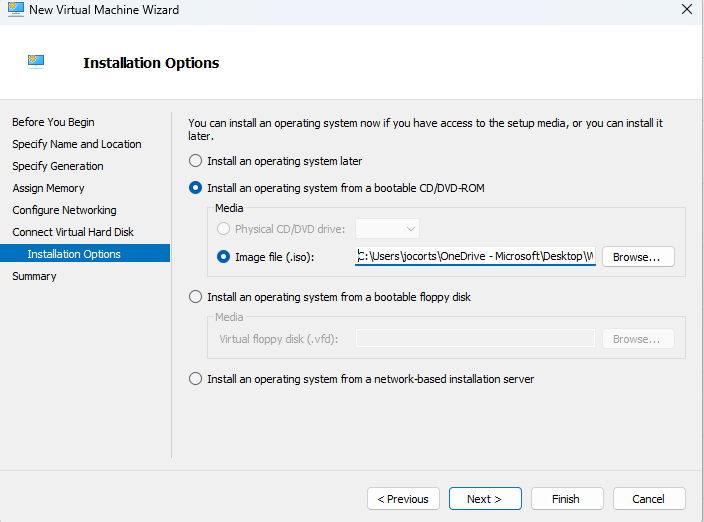 New Virtual Machine Wizard
Installation Options
Before You Begin
Specify Name and Location
Specify Generation
Assign Memory
Configure Networking
Connect Virtual Hard Disk
Installation Options
Summary
You can install an operating system now if you have access to the setup media, or you can install it
later.
Install an operating system later
Install an operating system from a bootable CD/DVD-ROM
Media
Physical CD/DVD drive:
Image file (.iso): C:\Users\jocorts\OneDrive - Microsoft\Desktop\W Browse...
Install an operating system from a bootable floppy disk
Media
Virtual floppy disk (.vfd): Browse...
Install an operating system from a network-based installation server
< Previous Next > Finish Cancel